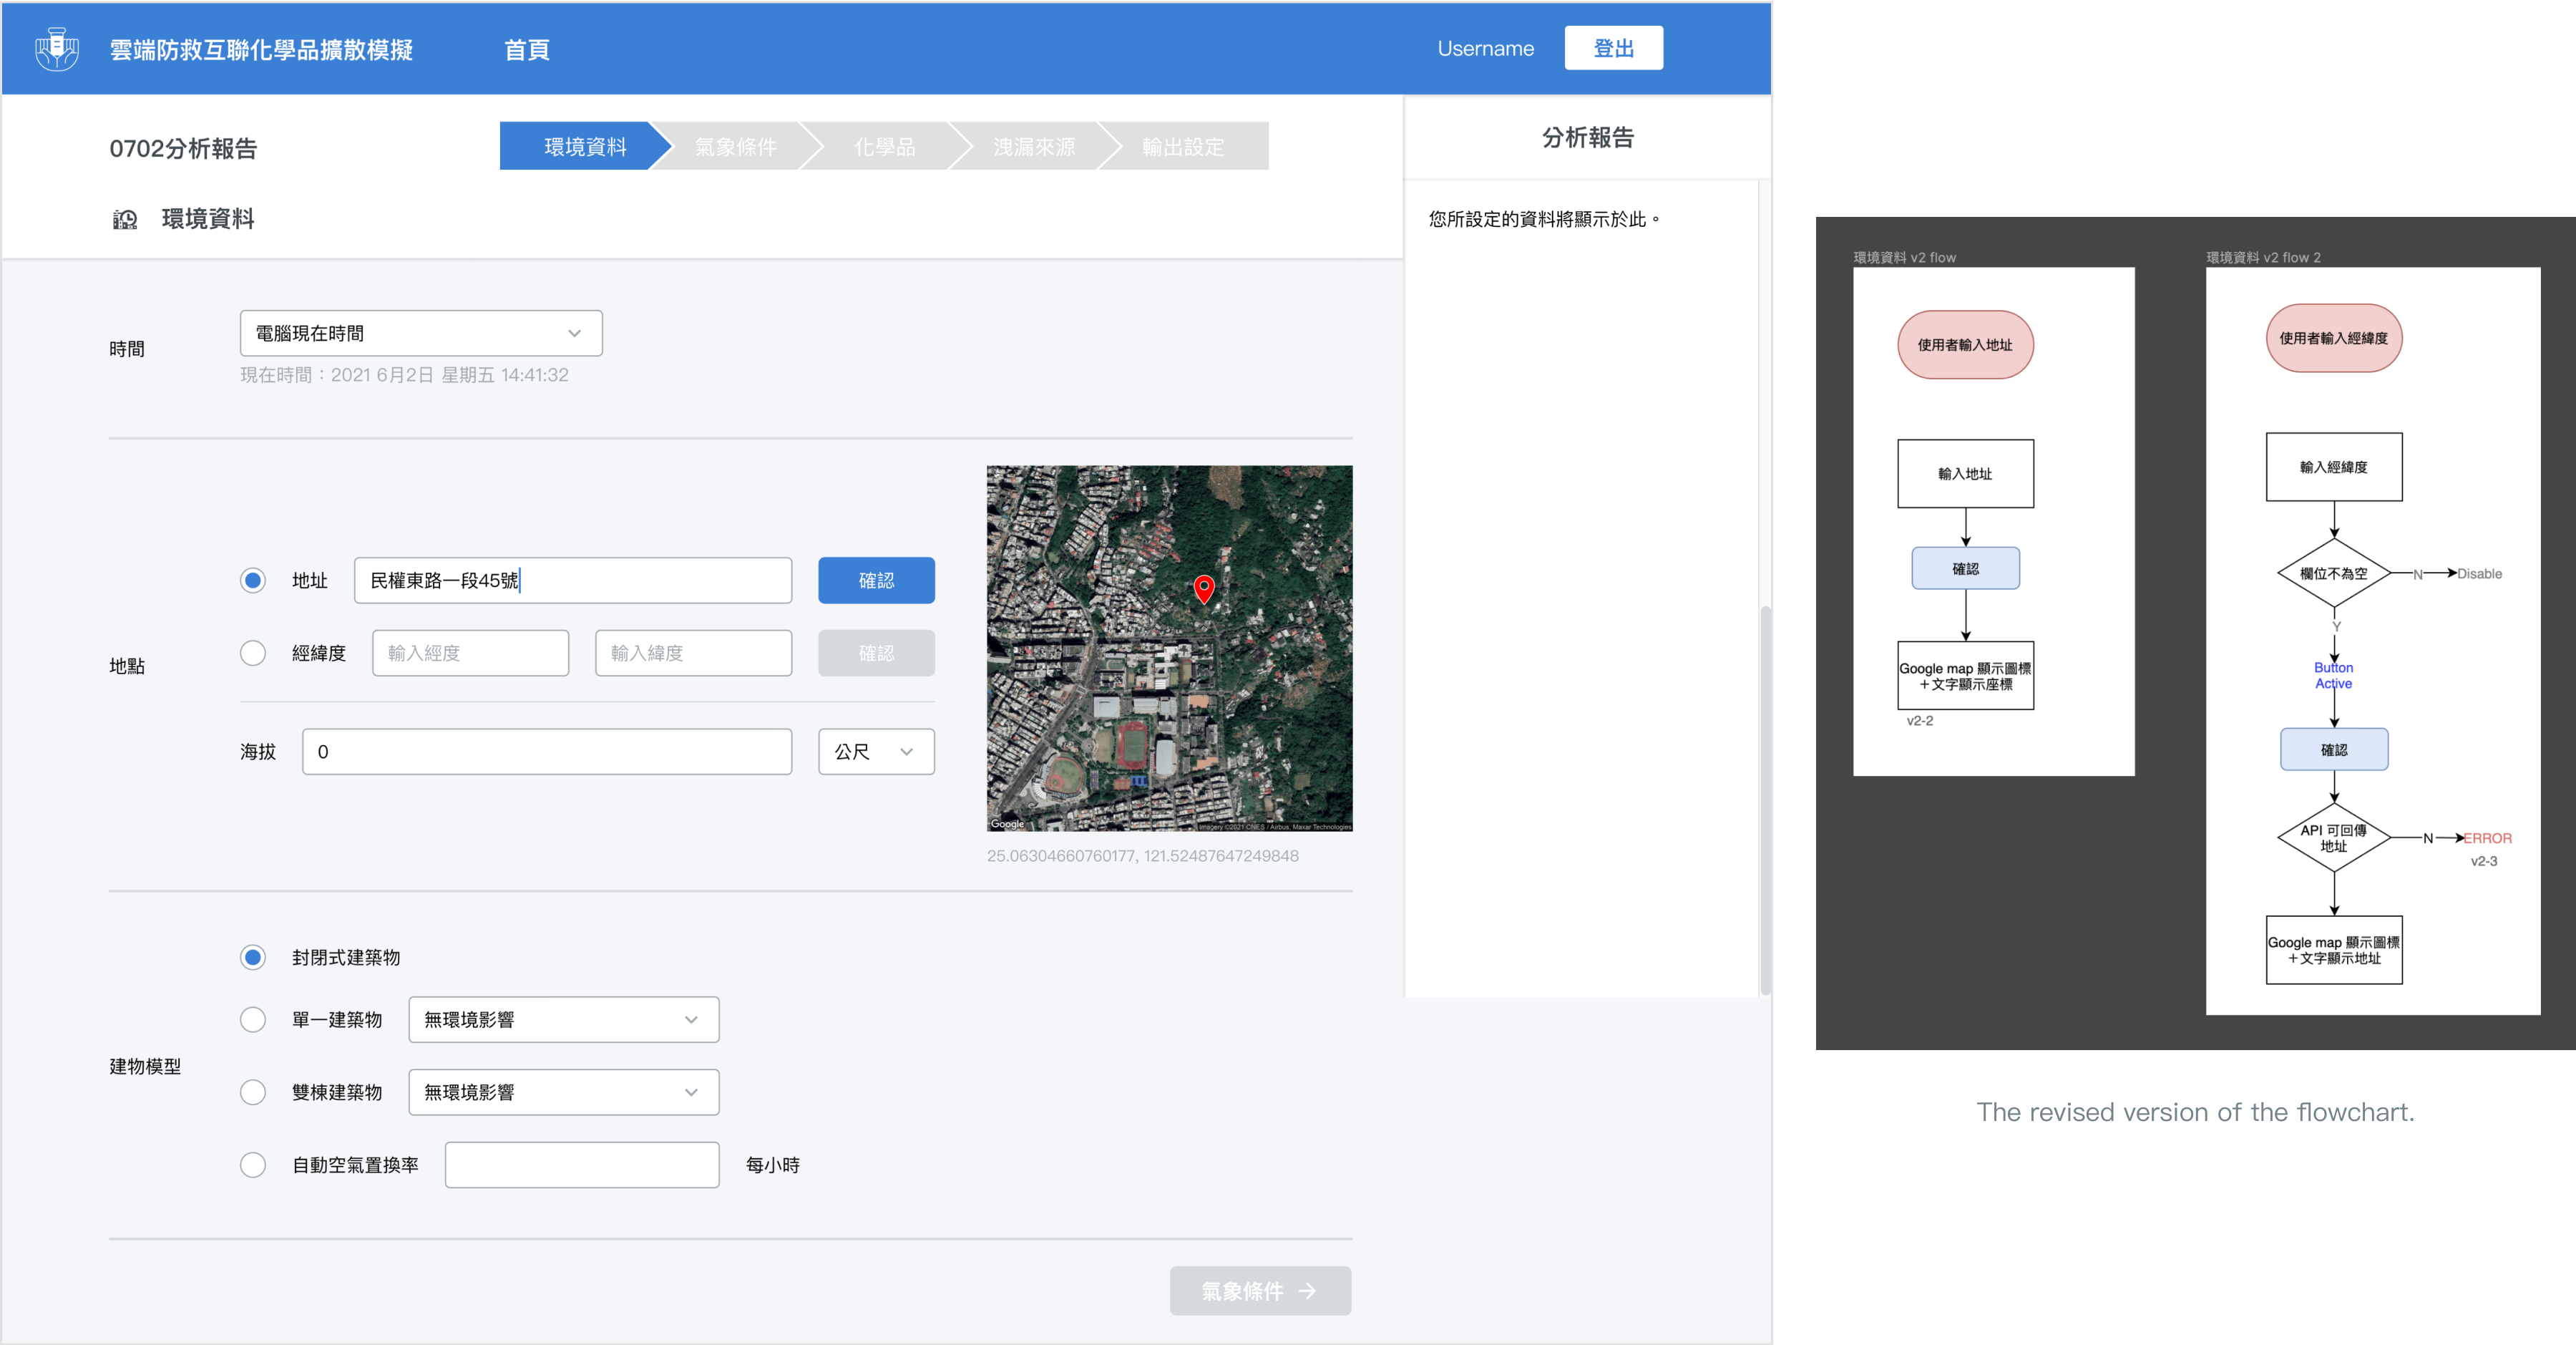 雲端防救互聯化學品擴散模擬
首頁
Username
登出
0702分析報告
環境資料
氣象條件
化學品
洩漏來源
輸出設定
環境資料
分析報告
您所設定的資料將顯示於此。
時間
電腦現在時間
現在時間：2021 6月2日 星期五 14:41:32
地點
地址
民權東路一段45號
確認
經緯度
輸入經度
輸入緯度
確認
海拔
0
公尺
Google
Imagery ©2021 CNES / Airbus, Maxar Technologies
25.06304660760177, 121.52487647249848
建物模型
封閉式建築物
單一建築物
無環境影響
雙棟建築物
無環境影響
自動空氣置換率
每小時
氣象條件
環境資料 v2 flow
使用者輸入地址
輸入地址
確認
Google map 顯示圖標
＋文字顯示座標
v2-2
環境資料 v2 flow 2
使用者輸入經緯度
輸入經緯度
欄位不為空
N
Disable
Y
Button
Active
確認
API 可回傳
地址
N
ERROR
v2-3
Google map 顯示圖標
＋文字顯示地址
The revised version of the flowchart.